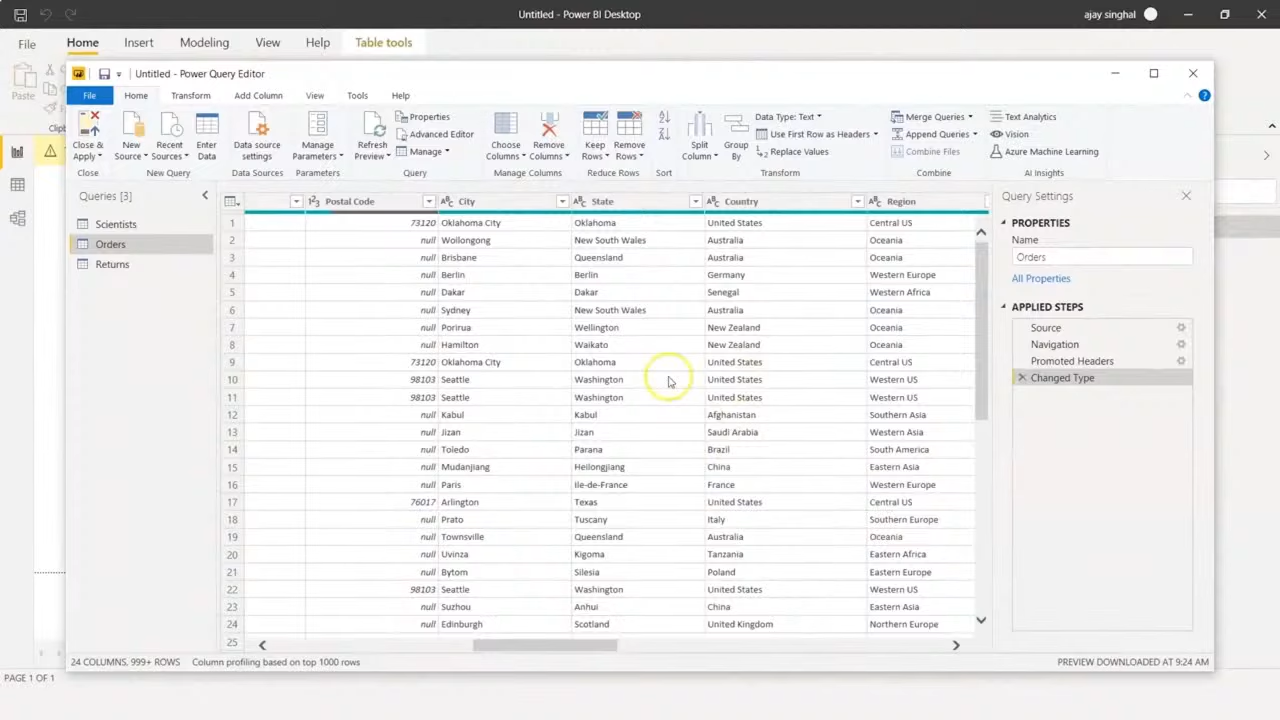 Untitled - Power BI Desktop
ajay singhal
File Home Insert Modeling View Help Table tools
Paste
Clipb
Untitled - Power Query Editor
File Home Transform Add Column View Tools Help
Close & Apply
New Source
Recent Sources
Enter Data
Data source settings
Manage Parameters
Refresh Preview
Properties
Advanced Editor
Manage
Choose Columns
Remove Columns
Keep Rows
Remove Rows
Split Column
Group By
Data Type: Text
Use First Row as Headers
Replace Values
Merge Queries
Append Queries
Combine Files
Text Analytics
Vision
Azure Machine Learning
Close New Query Data Sources Parameters Query Manage Columns Reduce Rows Sort Transform Combine AI Insights
Queries [3]
Scientists
Orders
Returns
Postal Code City State Country Region
1 73120 Oklahoma City Oklahoma United States Central US
2 null Wollongong New South Wales Australia Oceania
3 null Brisbane Queensland Australia Oceania
4 null Berlin Berlin Germany Western Europe
5 null Dakar Dakar Senegal Western Africa
6 null Sydney New South Wales Australia Oceania
7 null Porirua Wellington New Zealand Oceania
8 null Hamilton Waikato New Zealand Oceania
9 73120 Oklahoma City Oklahoma United States Central US
10 98103 Seattle Washington United States Western US
11 98103 Seattle Washington United States Western US
12 null Kabul Kabul Afghanistan Southern Asia
13 null Jizan Jizan Saudi Arabia Western Asia
14 null Toledo Parana Brazil South America
15 null Mudanjiang Heilongjiang China Eastern Asia
16 null Paris Ile-de-France France Western Europe
17 76017 Arlington Texas United States Central US
18 null Prato Tuscany Italy Southern Europe
19 null Townsville Queensland Australia Oceania
20 null Uvinza Kigoma Tanzania Eastern Africa
21 null Bytom Silesia Poland Eastern Europe
22 98103 Seattle Washington United States Western US
23 null Suzhou Anhui China Eastern Asia
24 null Edinburgh Scotland United Kingdom Northern Europe
25
Query Settings
PROPERTIES
Name
Orders
All Properties
APPLIED STEPS
Source
Navigation
Promoted Headers
Changed Type
24 COLUMNS, 999+ ROWS Column profiling based on top 1000 rows
PREVIEW DOWNLOADED AT 9:24 AM
PAGE 1 OF 1